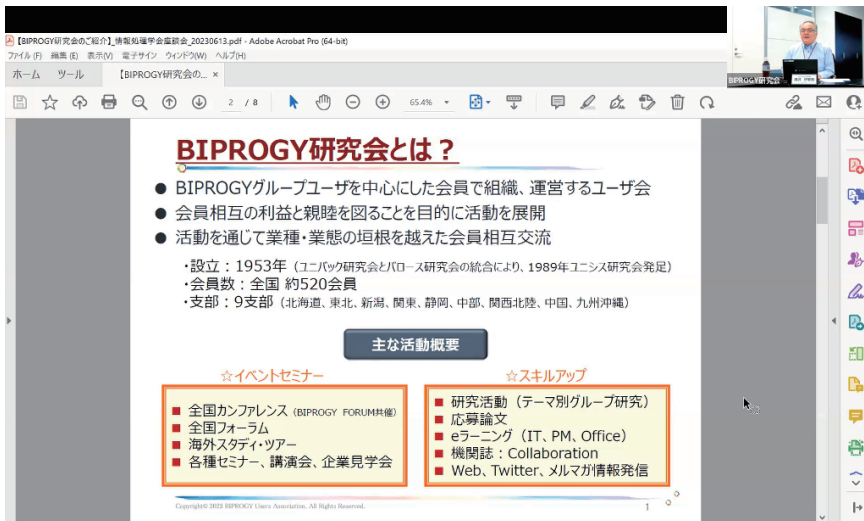 【BIPROGY研究会のご紹介】_情報処理学会座談会_20230613.pdf - Adobe Acrobat Pro (64-bit)
ファイル(F) 編集(E) 表示(V) 電子サイン ウィンドウ(W) ヘルプ(H)
ホーム ツール 【BIPROGY研究会の... ×
2 / 8 65.4%
BIPROGY研究会
BIPROGY研究会とは？
● BIPROGYグループユーザを中心にした会員で組織、運営するユーザ会
● 会員相互の利益と親睦を図ることを目的に活動を展開
● 活動を通じて業種・業態の垣根を越えた会員相互交流
・設立：1953年（ユニバック研究会とバロース研究会の統合により、1989年ユニシス研究会発足）
・会員数：全国 約520会員
・支部：9支部（北海道、東北、新潟、関東、静岡、中部、関西北陸、中国、九州沖縄）
主な活動概要
☆イベントセミナー
■ 全国カンファレンス（BIPROGY FORUM共催）
■ 全国フォーラム
■ 海外スタディ・ツアー
■ 各種セミナー、講演会、企業見学会
☆スキルアップ
■ 研究活動（テーマ別グループ研究）
■ 応募論文
■ eラーニング（IT、PM、Office）
■ 機関誌：Collaboration
■ Web、Twitter、メルマガ情報発信
Copyright© 2022 BIPROGY Users Association. All Rights Reserved.
1